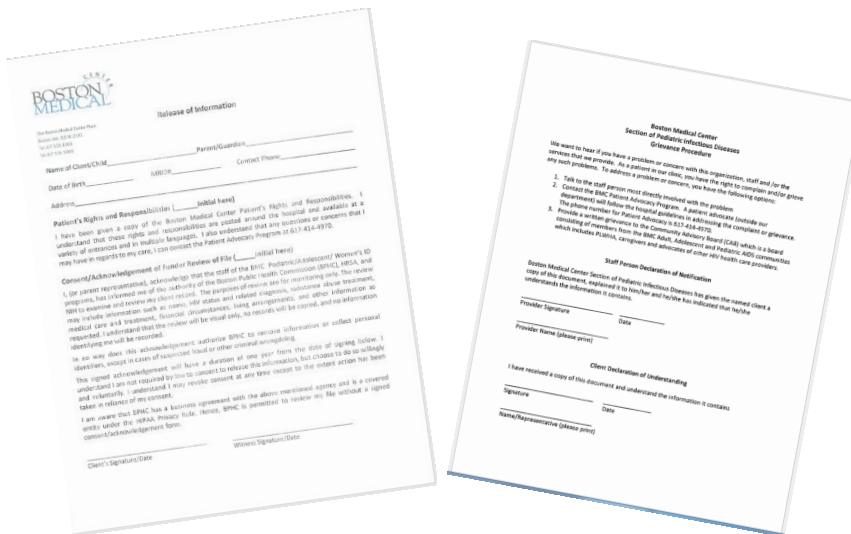 BOSTON
MEDICAL
CENTER
Release of Information
Name of Client/Child Parent/Guardian
Date of Birth MRID# Contact Phone
Address
Patient's Rights and Responsibilities ( Initial here)
I have been given a copy of the Boston Medical Center Patient's Rights and Responsibilities. I
understand that these rights and responsibilities are posted around the hospital and available at a
variety of entrances and in multiple languages. I also understand that any questions or concerns that I
may have in regards to my care, I can contact the Patient Advocacy Program at 617-414-4970.
Consent/Acknowledgement of Funder Review of File ( Initial here)
I, (or parent representative), acknowledge that the staff of the BMC Pediatric/Adolescent/ Women's ID
programs, has informed me of the authority of the Boston Public Health Commission (BPHC), HRSA, and
NIH to examine and review my client record. The purposes of review are for monitoring only. The review
may include information such as name, HIV status and related diagnosis, substance abuse treatment,
medical care and treatment, financial circumstances, living arrangements, and other information as
requested. I understand that the review will be visual only, no records will be copied, and no information
identifying me will be recorded.
In no way does this acknowledgement authorize BPHC to remove information or collect personal
identifiers, except in cases of suspected fraud or other criminal wrongdoing.
This signed acknowledgement will have a duration of one year from the date of signing below. I
understand I am not required by law to consent to release this information, but choose to do so willingly
and voluntarily. I understand I may revoke consent at any time except to the extent action has been
taken in reliance of my consent.
I am aware that BPHC has a business agreement with the above mentioned agency and is a covered
entity under the HIPAA Privacy Rule. Hence, BPHC is permitted to review my file without a signed
consent/acknowledgement form.
Client's Signature/Date Witness Signature/Date
Boston Medical Center
Section of Pediatric Infectious Diseases
Grievance Procedure
We want to hear if you have a problem or concern with this organization, staff and /or the
services that we provide. As a patient in our clinic, you have the right to complain and/or grieve
any such problems. To address a problem or concern, you have the following options:
1. Talk to the staff person most directly involved with the problem
2. Contact the BMC Patient Advocacy Program. A patient advocate (outside our
department) will follow the hospital guidelines in addressing the complaint or grievance.
The phone number for Patient Advocacy is 617-414-4970.
3. Provide a written grievance to the Community Advisory Board (CAB) which is a board
consisting of members from the BMC Adult, Adolescent and Pediatric AIDS communities
which includes PLWHA, caregivers and advocates of other HIV health care providers.
Staff Person Declaration of Notification
Boston Medical Center Section of Pediatric Infectious Diseases has given the named client a
copy of this document, explained it to him/her and he/she has indicated that he/she
understands the information it contains.
Provider Signature Date
Provider Name (please print)
Client Declaration of Understanding
I have received a copy of this document and understand the information it contains
Signature Date
Name/Representative (please print)